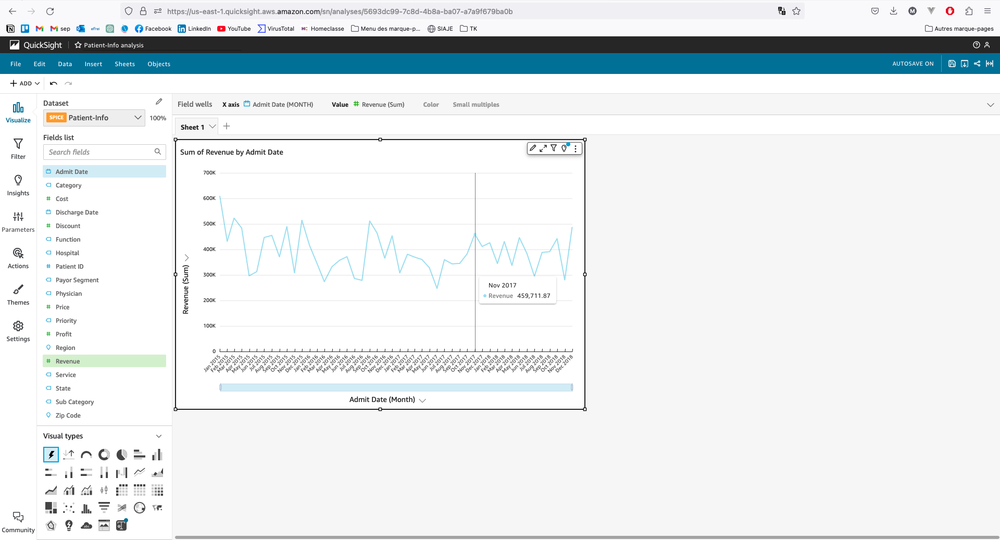 https://us-east-1.quicksight.aws.amazon.com/sn/analyses/5693dc99-7c8d-4b8a-ba07-a7a9f679ba0b
sep
efrei
Facebook
LinkedIn
YouTube
VirusTotal
HC Homeclasse
Menu des marque-p...
SIAJE
TK
Autres marque-pages
QuickSight
Patient-Info analysis
File Edit Data Insert Sheets Objects
AUTOSAVE ON
ADD
Visualize
Filter
Insights
Parameters
Actions
Themes
Settings
Community
Dataset
SPICE Patient-Info 100%
Fields list
Search fields
Admit Date
Category
Cost
Discharge Date
Discount
Function
Hospital
Patient ID
Payor Segment
Physician
Price
Priority
Profit
Region
Revenue
Service
State
Sub Category
Zip Code
Visual types
abc
Field wells X axis Admit Date (MONTH) Value Revenue (Sum) Color Small multiples
Sheet 1
Sum of Revenue by Admit Date
700K
600K
500K
400K
300K
200K
100K
0
Revenue (Sum)
Nov 2017
Revenue 459,711.87
Jan 2015
Feb 2015
Mar 2015
Apr 2015
May 2015
Jun 2015
Jul 2015
Aug 2015
Sep 2015
Oct 2015
Nov 2015
Dec 2015
Jan 2016
Feb 2016
Mar 2016
Apr 2016
May 2016
Jun 2016
Jul 2016
Aug 2016
Sep 2016
Oct 2016
Nov 2016
Dec 2016
Jan 2017
Feb 2017
Mar 2017
Apr 2017
May 2017
Jun 2017
Jul 2017
Aug 2017
Sep 2017
Oct 2017
Nov 2017
Dec 2017
Jan 2018
Feb 2018
Mar 2018
Apr 2018
May 2018
Jun 2018
Jul 2018
Aug 2018
Sep 2018
Oct 2018
Nov 2018
Dec 2018
Admit Date (Month)